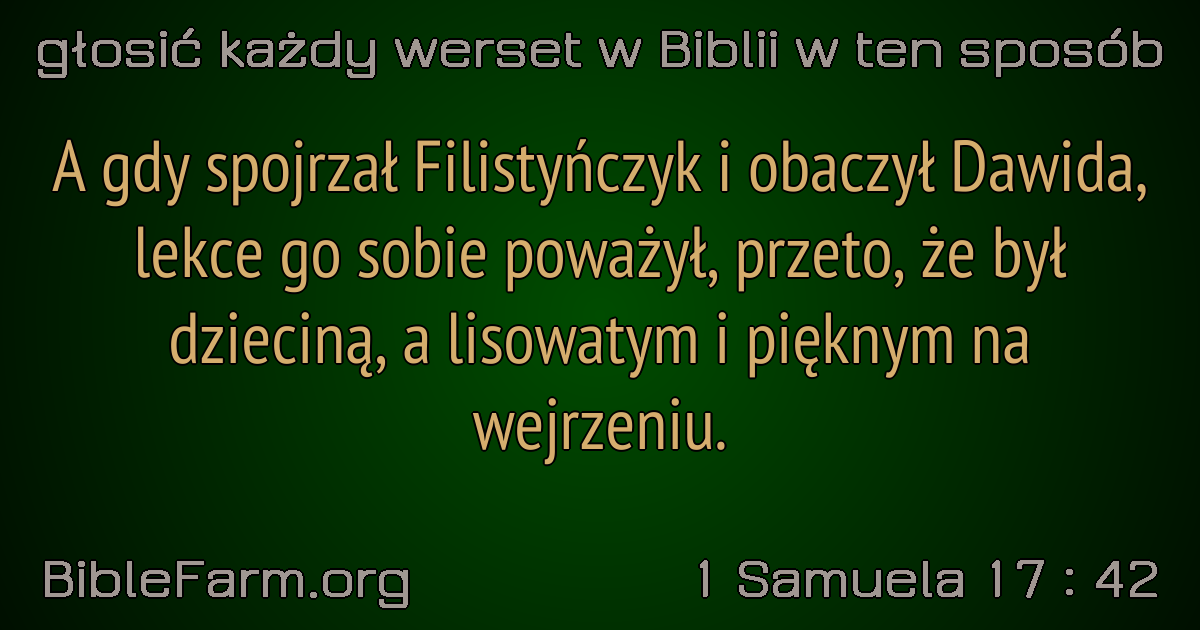 głosić każdy werset w Biblii w ten sposób
A gdy spojrzał Filistyńczyk i obaczył Dawida,
lekce go sobie poważył, przeto, że był
dzieciną, a lisowatym i pięknym na
wejrzeniu.
BibleFarm.org
1 Samuela 17 : 42